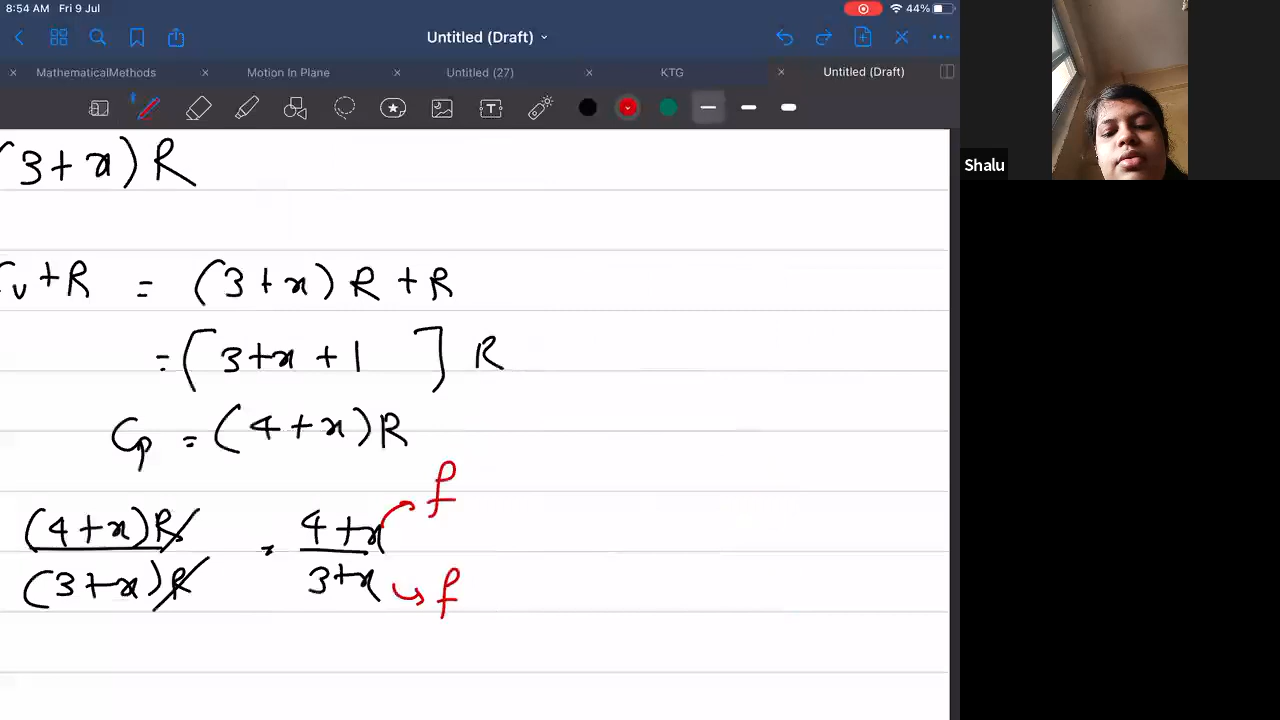 8:54 AM Fri 9 Jul
44%
Untitled (Draft)
MathematicalMethods
Motion In Plane
Untitled (27)
KTG
Untitled (Draft)
Shalu
(3+x) R
Cv+R = (3+x) R + R
= [3+x+1] R
Cp = (4+x)R
(4+x)R / (3+x)R = 4+x / 3+x
f
f